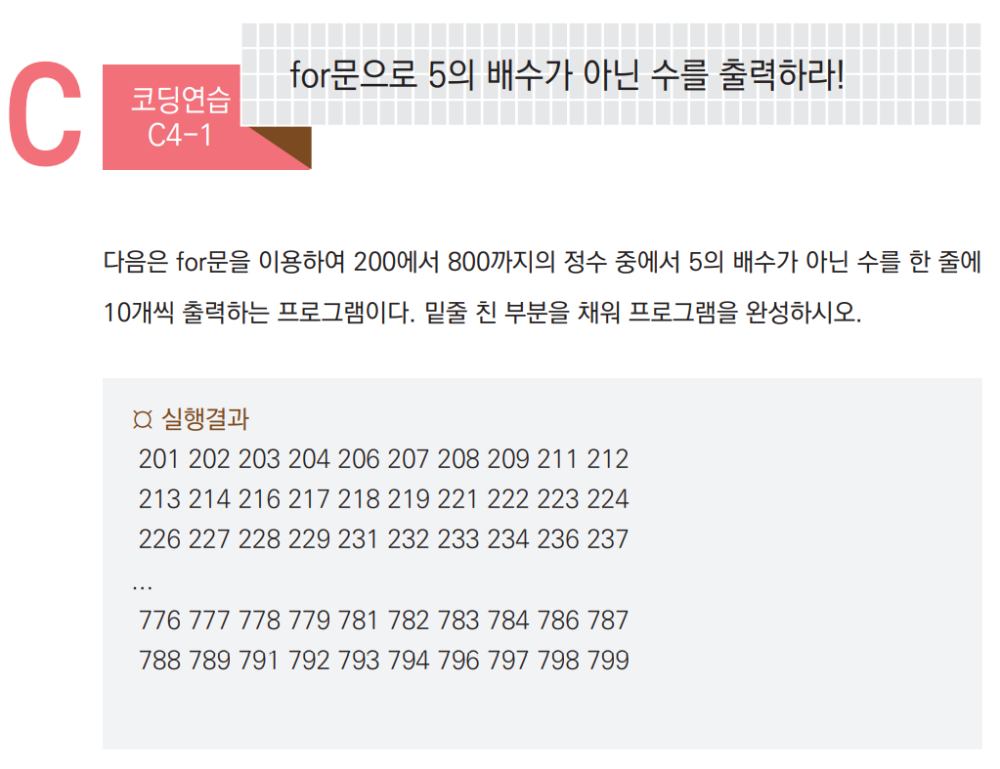 C
코딩연습
C4-1
for문으로 5의 배수가 아닌 수를 출력하라!
다음은 for문을 이용하여 200에서 800까지의 정수 중에서 5의 배수가 아닌 수를 한 줄에
10개씩 출력하는 프로그램이다. 밑줄 친 부분을 채워 프로그램을 완성하시오.
¤ 실행결과
201 202 203 204 206 207 208 209 211 212
213 214 216 217 218 219 221 222 223 224
226 227 228 229 231 232 233 234 236 237
...
776 777 778 779 781 782 783 784 786 787
788 789 791 792 793 794 796 797 798 799